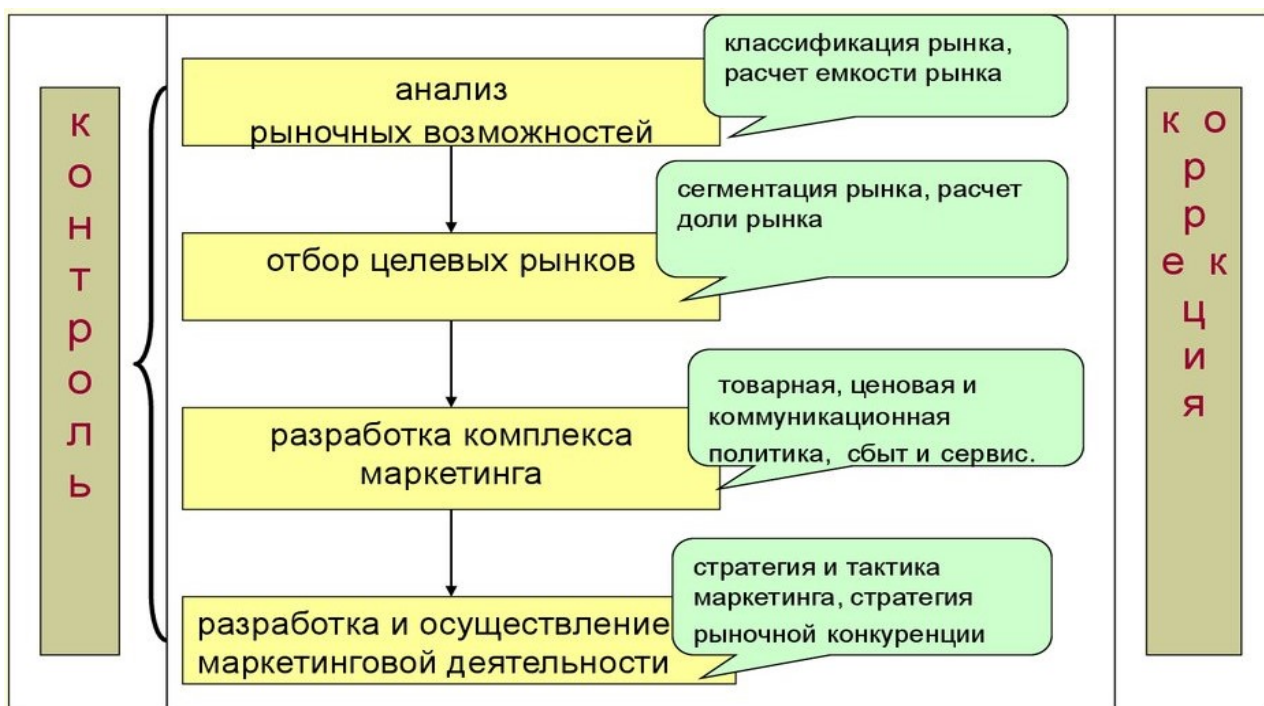 контроль
анализ
рыночных возможностей
классификация рынка,
расчет емкости рынка
отбор целевых рынков
сегментация рынка, расчет
доли рынка
разработка комплекса
маркетинга
товарная, ценовая и
коммуникационная
политика, сбыт и сервис.
разработка и осуществление
маркетинговой деятельности
стратегия и тактика
маркетинга, стратегия
рыночной конкуренции
коррекция